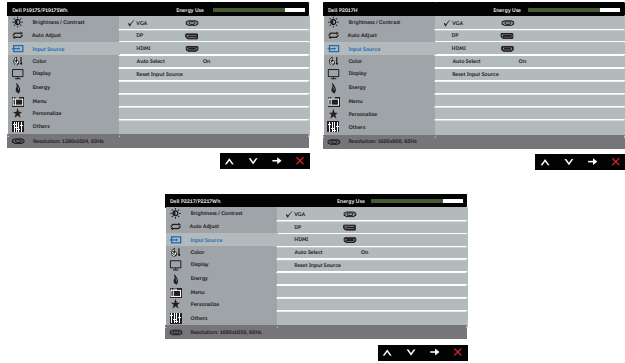 Dell P1917S/P1917SWh Energy Use
Brightness / Contrast VGA
Auto Adjust DP
Input Source HDMI
Color Auto Select On
Display Reset Input Source
Energy
Menu
Personalize
Others
Resolution: 1280x1024, 60Hz
Dell P2017H Energy Use
Brightness / Contrast VGA
Auto Adjust DP
Input Source HDMI
Color Auto Select On
Display Reset Input Source
Energy
Menu
Personalize
Others
Resolution: 1600x900, 60Hz
Dell P2217/P2217Wh Energy Use
Brightness / Contrast VGA
Auto Adjust DP
Input Source HDMI
Color Auto Select On
Display Reset Input Source
Energy
Menu
Personalize
Others
Resolution: 1680x1050, 60Hz